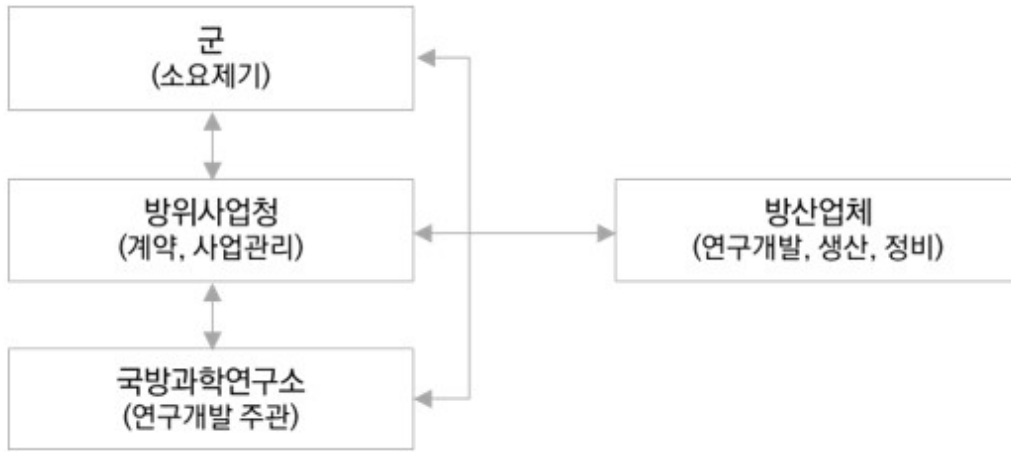 군
(소요제기)
방위사업청
(계약, 사업관리)
방산업체
(연구개발, 생산, 정비)
국방과학연구소
(연구개발 주관)